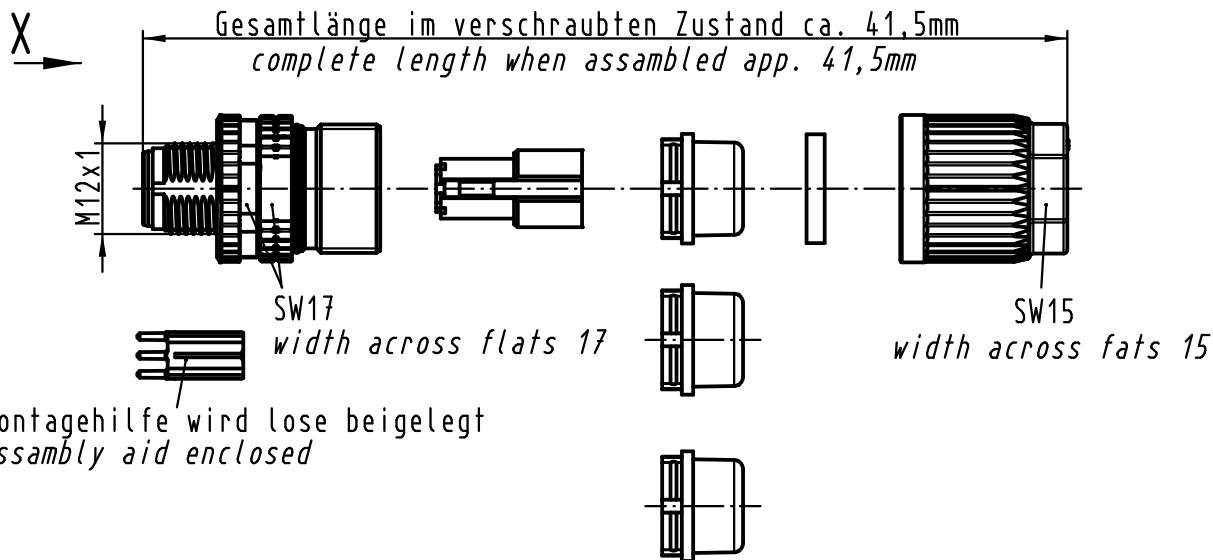 X
Gesamtlänge im verschraubten Zustand ca. 41,5mm
complete length when assambled app. 41,5mm
M12x1
SW17
width across flats 17
SW15
width across fats 15
ontagehilfe wird lose beigelegt
ssambly aid enclosed